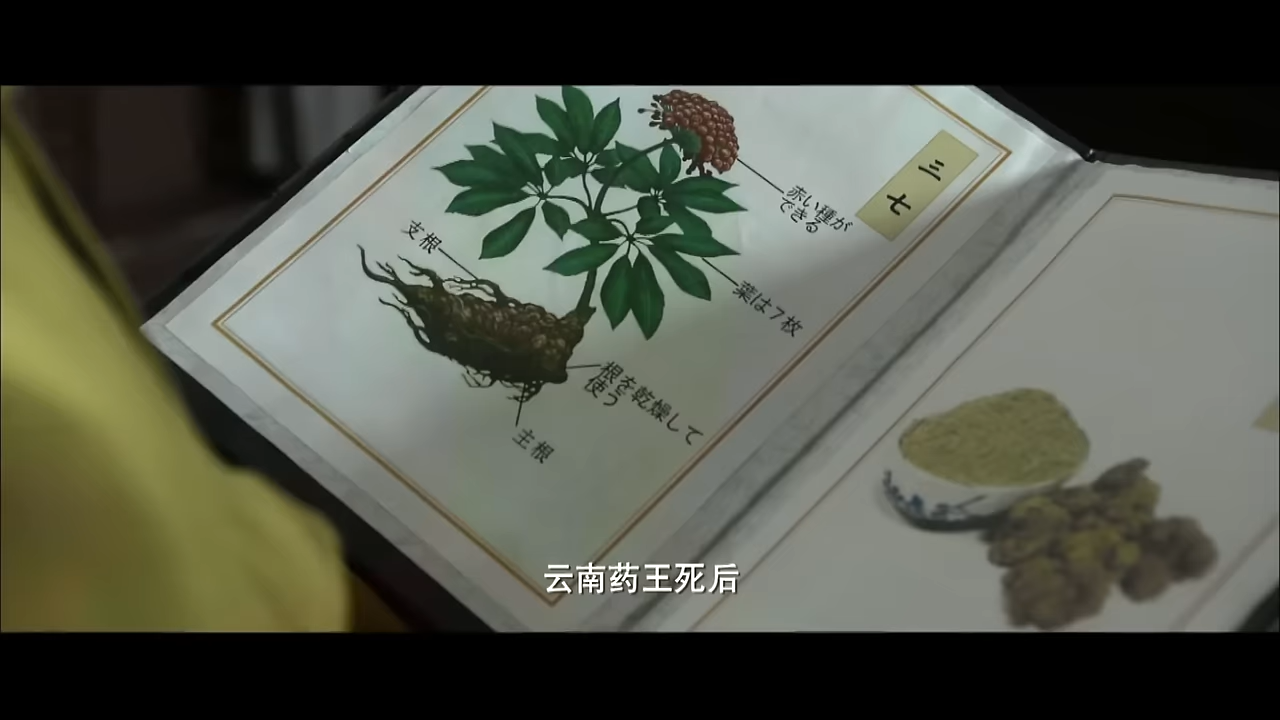 三七
赤い種が
できる
支根
葉は7枚
根を乾燥して
使う
主根
云南药王死后